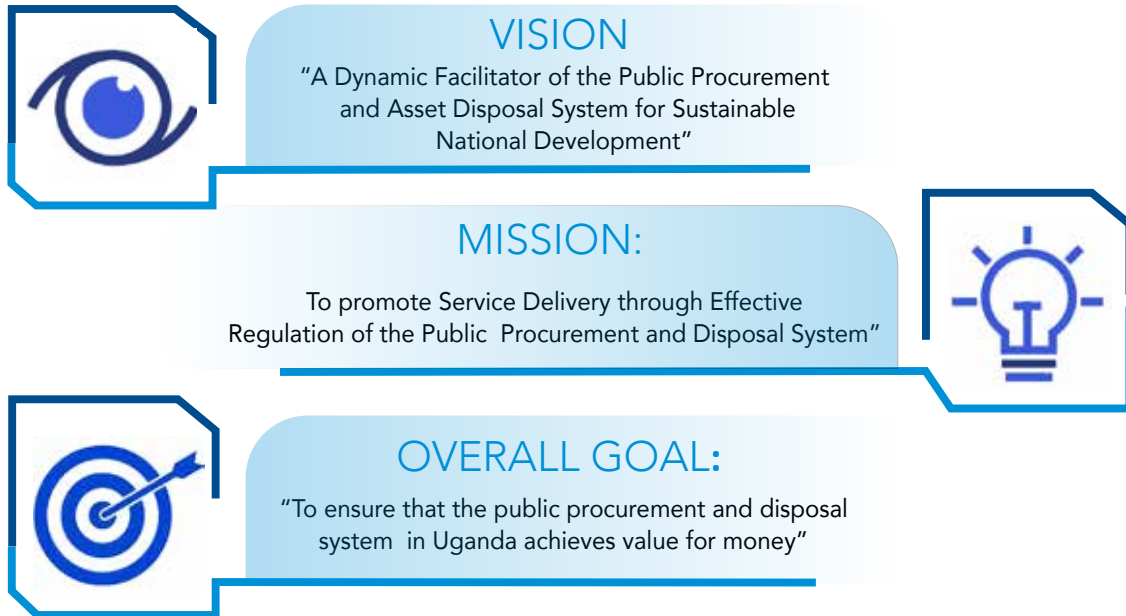 VISION
“A Dynamic Facilitator of the Public Procurement
and Asset Disposal System for Sustainable
National Development”
MISSION:
To promote Service Delivery through Effective
Regulation of the Public  Procurement and Disposal System”
OVERALL GOAL:
“To ensure that the public procurement and disposal
system  in Uganda achieves value for money”